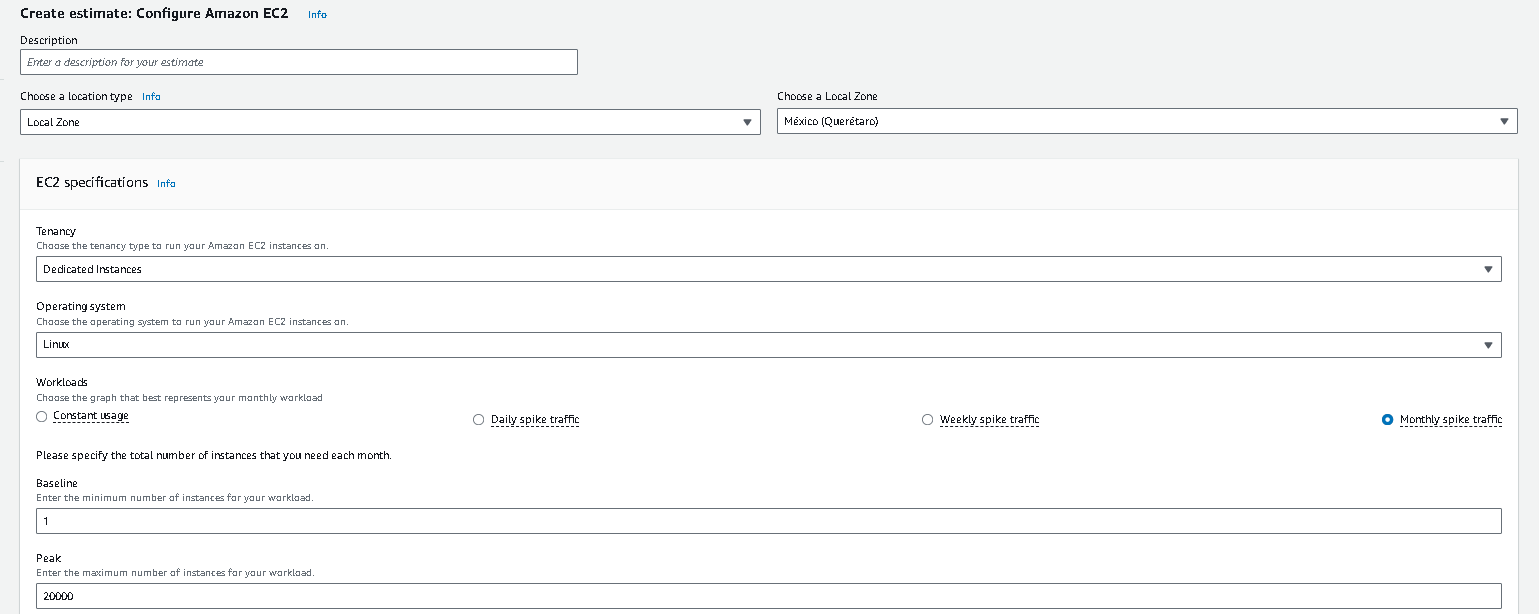 Create estimate: Configure Amazon EC2 Info
Description
Enter a description for your estimate
Choose a location type Info
Choose a Local Zone
Local Zone
México (Querétaro)
EC2 specifications Info
Tenancy
Choose the tenancy type to run your Amazon EC2 instances on.
Dedicated Instances
Operating system
Choose the operating system to run your Amazon EC2 instances on.
Linux
Workloads
Choose the graph that best represents your monthly workload
Constant usage
Daily spike traffic
Weekly spike traffic
Monthly spike traffic
Please specify the total number of instances that you need each month.
Baseline
Enter the minimum number of instances for your workload.
1
Peak
Enter the maximum number of instances for your workload.
20000